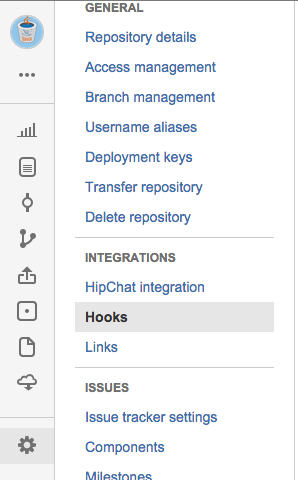 GENERAL
Repository details
Access management
Branch management
Username aliases
Deployment keys
Transfer repository
Delete repository
INTEGRATIONS
HipChat integration
Hooks
Links
ISSUES
Issue tracker settings
Components
Milestones